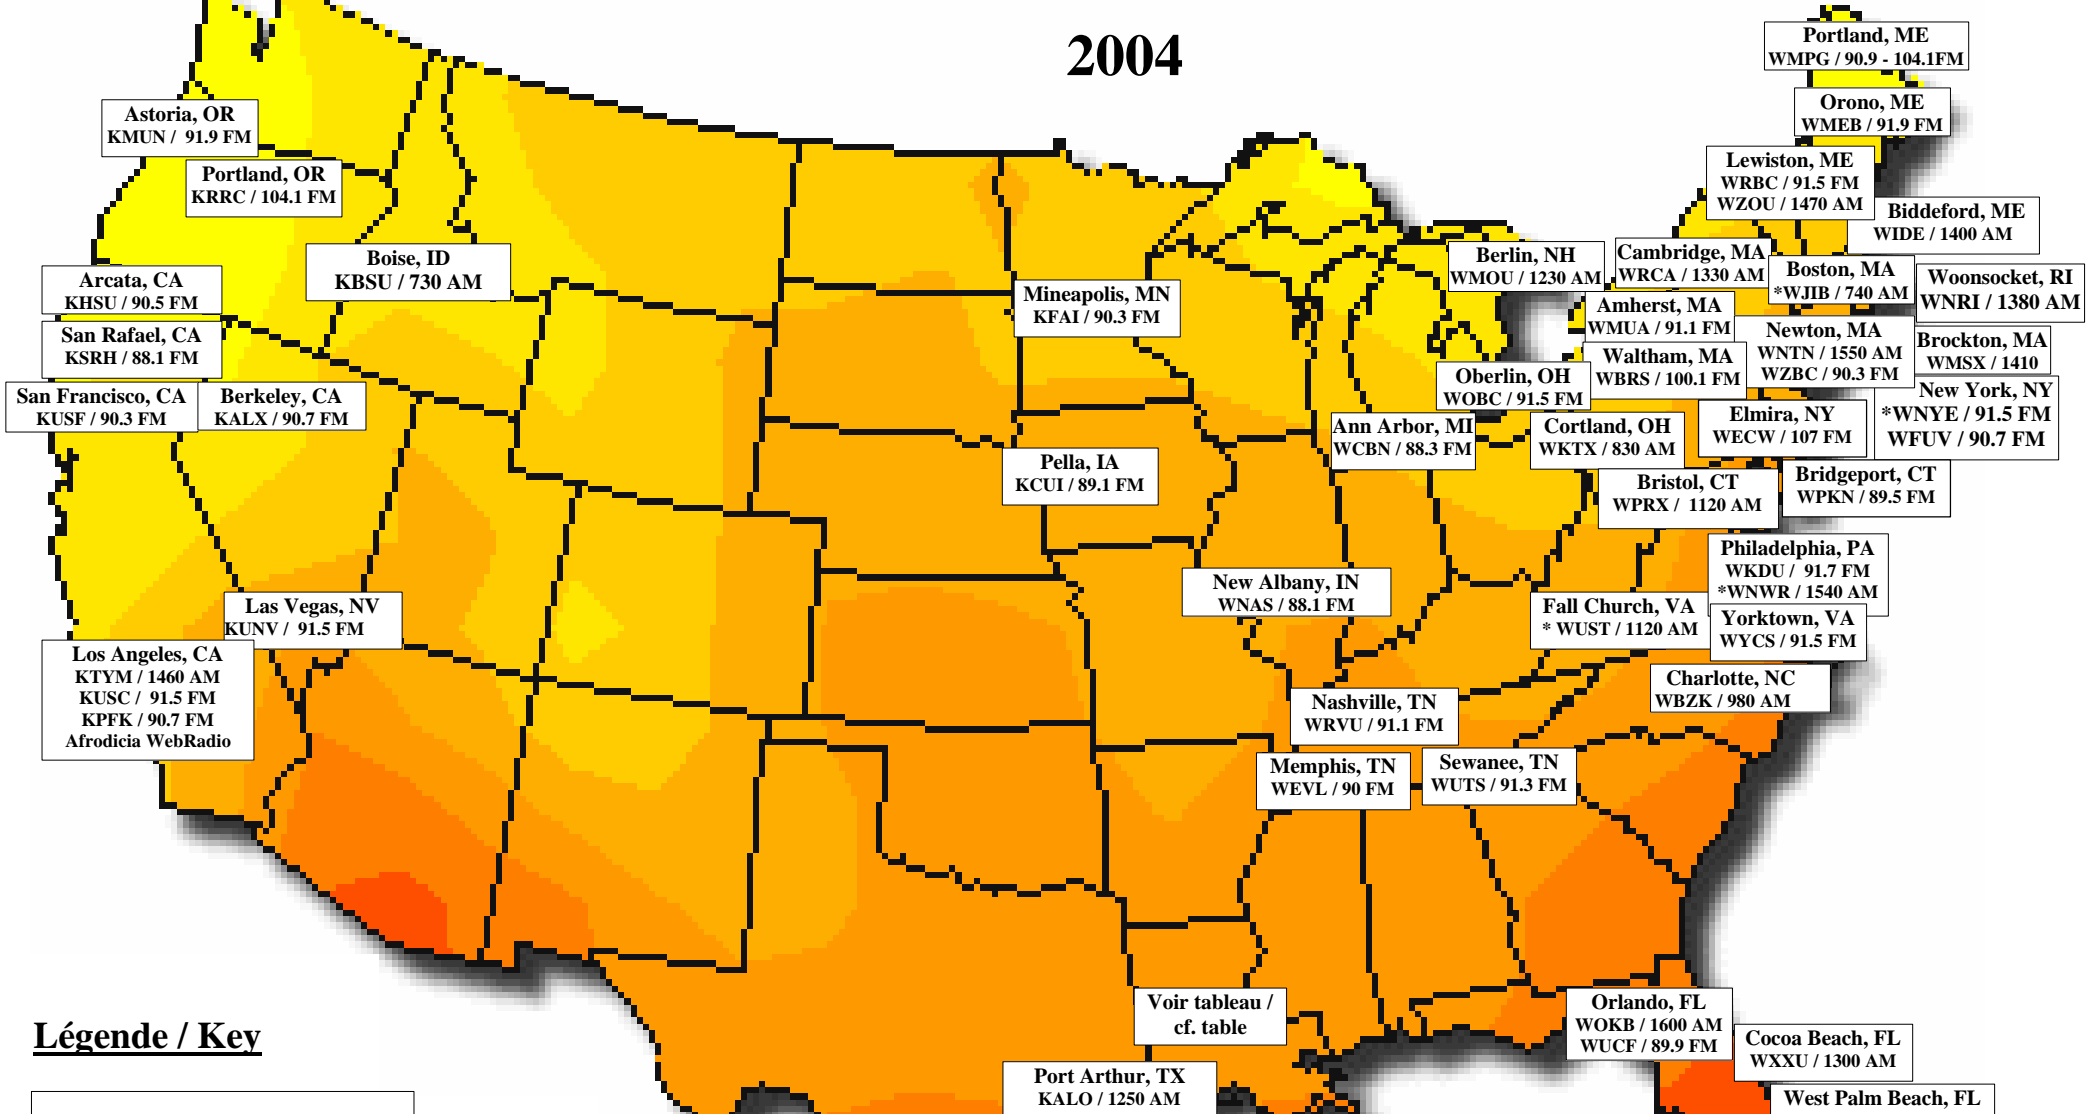 2004
Portland, ME
WMPG / 90.9 - 104.1FM
Astoria, OR
KMUN /  91.9 FM
Orono, ME
WMEB / 91.9 FM
Portland, OR
KRRC / 104.1 FM
Lewiston, ME
WRBC / 91.5 FM
WZOU / 1470 AM
Biddeford, ME
WIDE / 1400 AM
Boise, ID
KBSU / 730 AM
Berlin, NH
WMOU / 1230 AM
Cambridge, MA
WRCA / 1330 AM
Boston, MA
*WJIB / 740 AM
Woonsocket, RI
WNRI / 1380 AM
Arcata, CA
KHSU / 90.5 FM
Mineapolis, MN
KFAI / 90.3 FM
Amherst, MA
WMUA / 91.1 FM
San Rafael, CA
KSRH / 88.1 FM
Newton, MA
WNTN / 1550 AM
WZBC / 90.3 FM
Brockton, MA
WMSX / 1410
Waltham, MA
WBRS / 100.1 FM
Oberlin, OH
WOBC / 91.5 FM
San Francisco, CA
KUSF / 90.3 FM
Berkeley, CA
KALX / 90.7 FM
New York, NY
*WNYE / 91.5 FM
WFUV / 90.7 FM
Elmira, NY
WECW / 107 FM
Ann Arbor, MI
WCBN / 88.3 FM
Cortland, OH
WKTX / 830 AM
Pella, IA
KCUI / 89.1 FM
Bristol, CT
WPRX /  1120 AM
Bridgeport, CT
WPKN / 89.5 FM
Philadelphia, PA
WKDU /  91.7 FM
*WNWR / 1540 AM
New Albany, IN
WNAS / 88.1 FM
Las Vegas, NV
KUNV /  91.5 FM
Fall Church, VA
* WUST / 1120 AM
Yorktown, VA
WYCS / 91.5 FM
Los Angeles, CA
KTYM / 1460 AM
KUSC /  91.5 FM
KPFK / 90.7 FM
Afrodicia WebRadio
Charlotte, NC
WBZK / 980 AM
Nashville, TN
WRVU / 91.1 FM
Memphis, TN
WEVL / 90 FM
Sewanee, TN
WUTS / 91.3 FM
Voir tableau /
cf. table
Orlando, FL
WOKB / 1600 AM
WUCF / 89.9 FM
Légende / Key
Cocoa Beach, FL
WXXU / 1300 AM
Port Arthur, TX
KALO / 1250 AM
West Palm Beach, FL